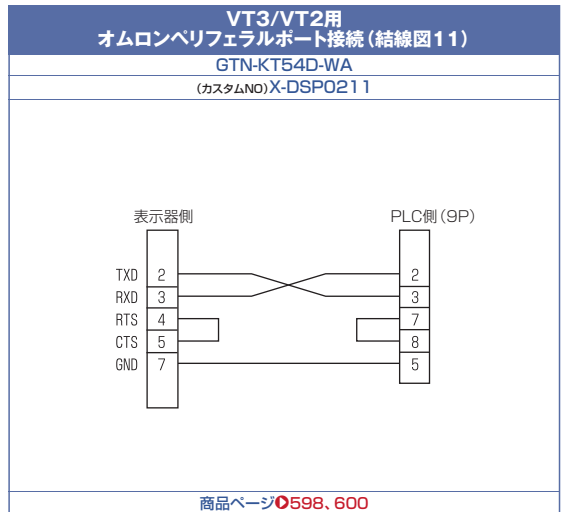 VT3/VT2用
オムロンペリフェラルポート接続(結線図11)
GTN-KT54D-WA
(カスタムNO)X-DSP0211
表示器側
PLC側(9P)
TXD 2 2
RXD 3 3
RTS 4 7
CTS 5 8
GND 7 5
商品ページ598、600